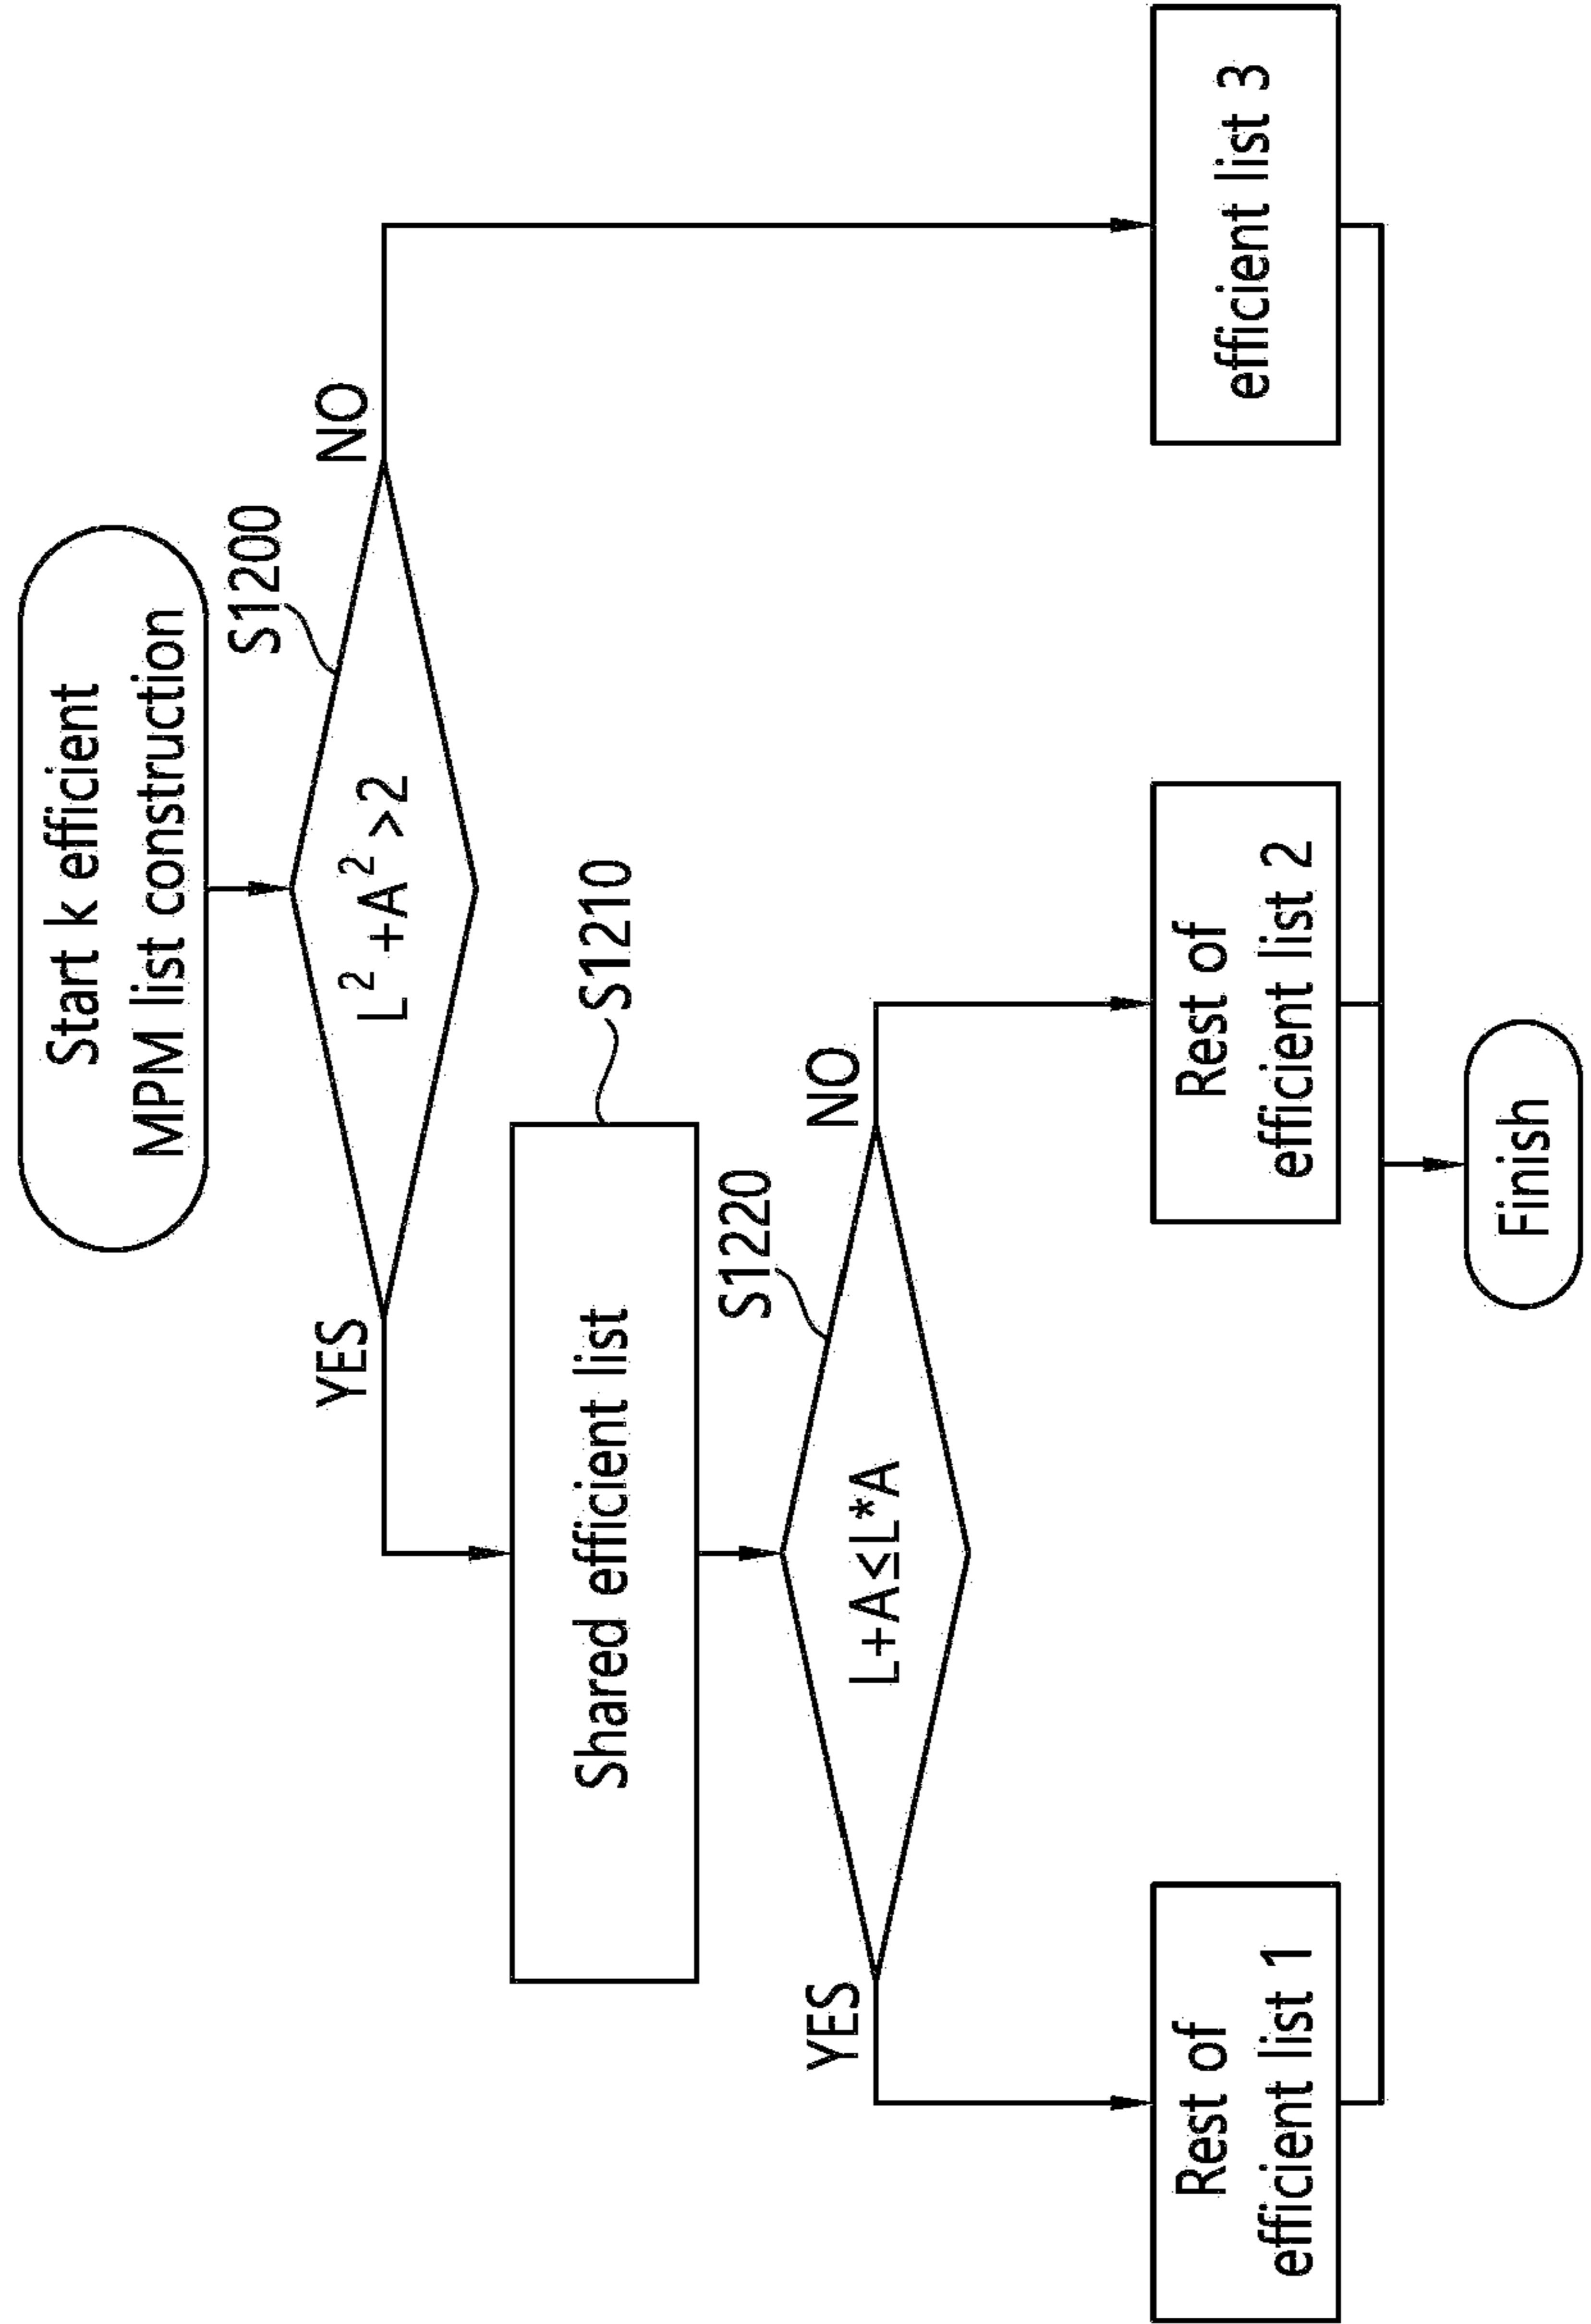 Start k efficient
MPM list construction
S1200
L² +A² >2
YES
NO
S1210
Shared efficient list
S1220
L+A≤L*A
YES
NO
Rest of
efficient list 1
Rest of
efficient list 2
efficient list 3
Finish